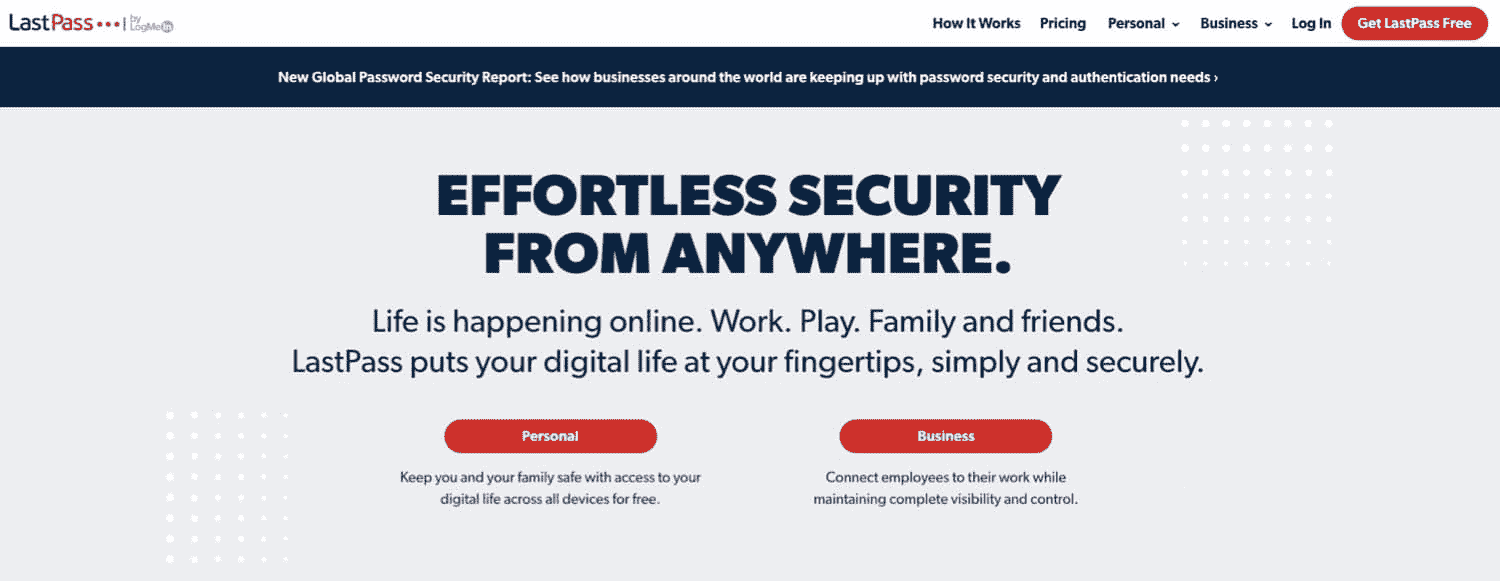 LastPass by LogMeIn
How It Works
Pricing
Personal
Business
Log In
Get LastPass Free
New Global Password Security Report: See how businesses around the world are keeping up with password security and authentication needs ›
EFFORTLESS SECURITY
FROM ANYWHERE.
Life is happening online. Work. Play. Family and friends.
LastPass puts your digital life at your fingertips, simply and securely.
Personal
Keep you and your family safe with access to your
digital life across all devices for free.
Business
Connect employees to their work while
maintaining complete visibility and control.